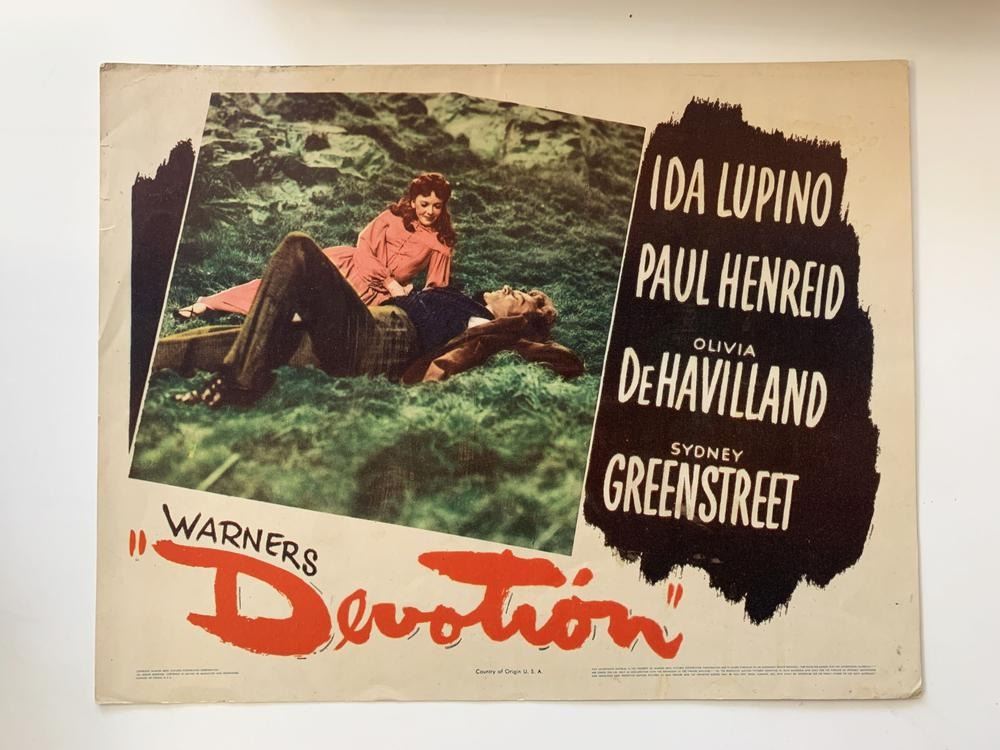 IDA LUPINO
PAUL HENREID
OLIVIA
DEHAVILLAND
SYDNEY
GREENSTREET
WARNERS
"Devotion"
Country of Origin U. S. A.